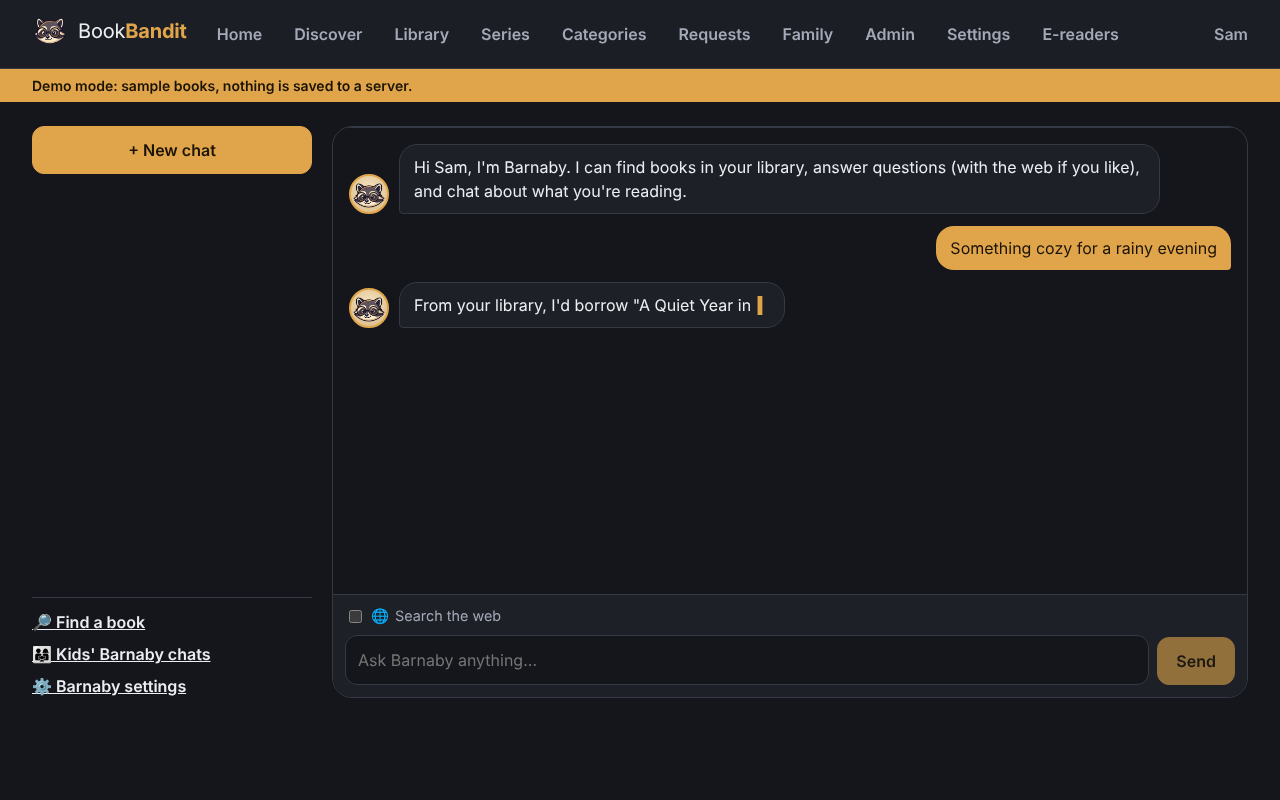 BookBandit Home Discover Library Series Categories Requests Family Admin Settings E-readers Sam
Demo mode: sample books, nothing is saved to a server.
+ New chat
Hi Sam, I'm Barnaby. I can find books in your library, answer questions (with the web if you like),
and chat about what you're reading.
Something cozy for a rainy evening
From your library, I'd borrow "A Quiet Year in
Find a book
Kids' Barnaby chats
Barnaby settings
Search the web
Ask Barnaby anything...
Send